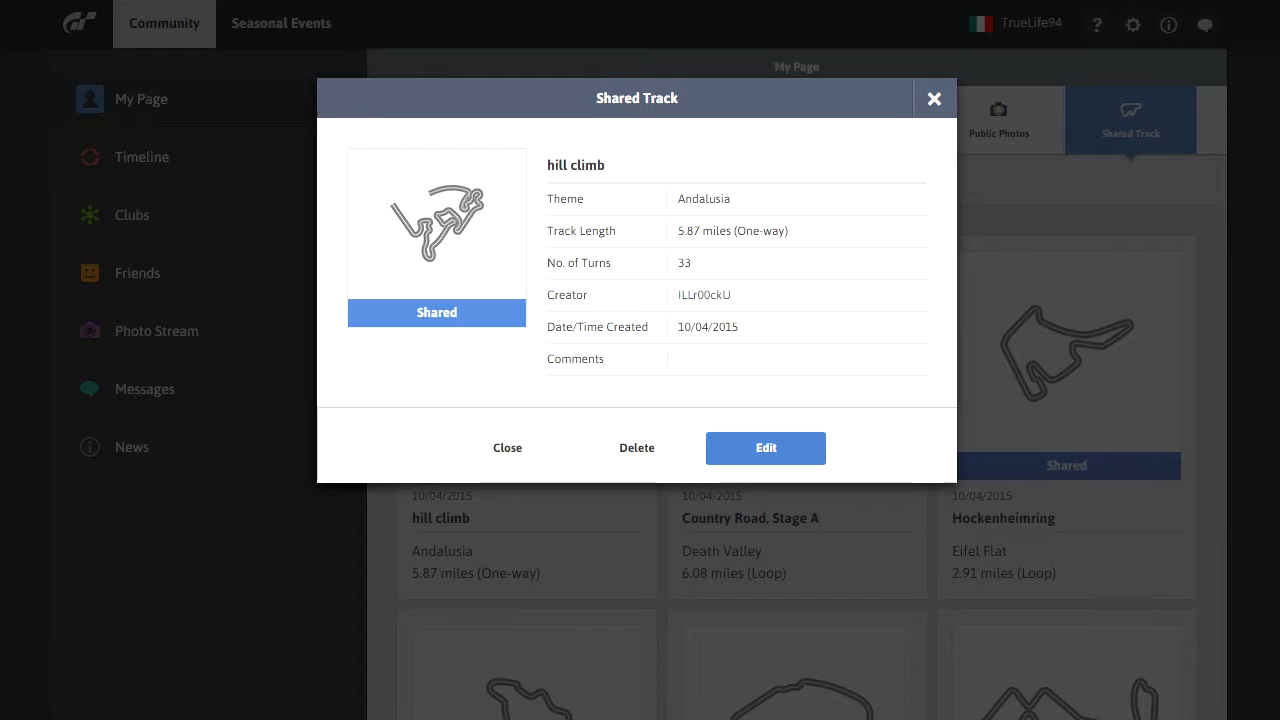 Community
Seasonal Events
TrueLife94
?
My Page
My Page
Timeline
Clubs
Friends
Photo Stream
Messages
News
Public Photos
Shared Track
Shared Track
hill climb
Theme Andalusia
Track Length 5.87 miles (One-way)
No. of Turns 33
Creator ILLr00ckU
Date/Time Created 10/04/2015
Comments
Shared
Close
Delete
Edit
10/04/2015
hill climb
Andalusia
5.87 miles (One-way)
10/04/2015
Country Road, Stage A
Death Valley
6.08 miles (Loop)
Shared
10/04/2015
Hockenheimring
Eifel Flat
2.91 miles (Loop)